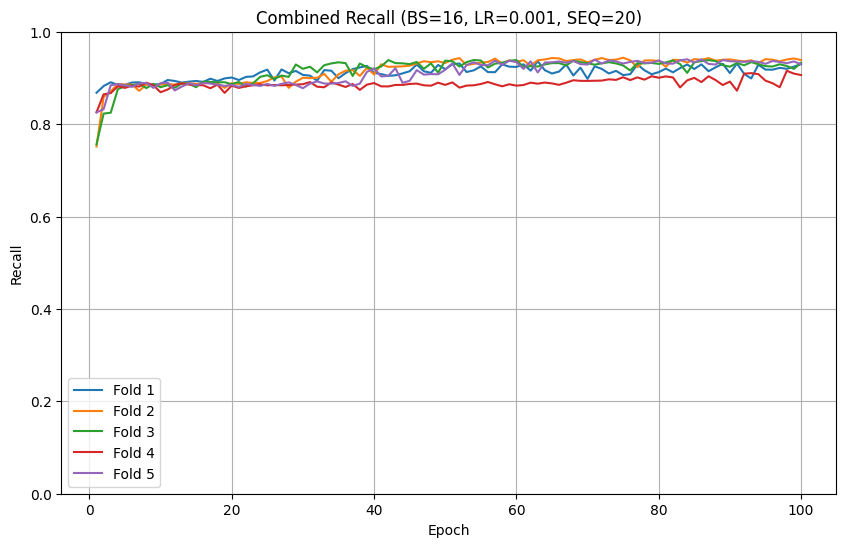 Combined Recall (BS=16, LR=0.001, SEQ=20)
1.0
0.8
0.6
0.4
0.2
0.0
Recall
Fold 1
Fold 2
Fold 3
Fold 4
Fold 5
0 20 40 60 80 100
Epoch